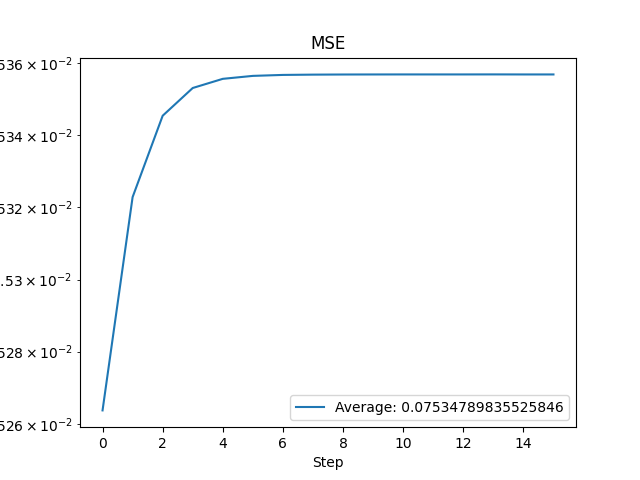 MSE
536 × 10⁻²
534 × 10⁻²
532 × 10⁻²
.53 × 10⁻²
528 × 10⁻²
526 × 10⁻²
Average: 0.07534789835525846
0 2 4 6 8 10 12 14
Step